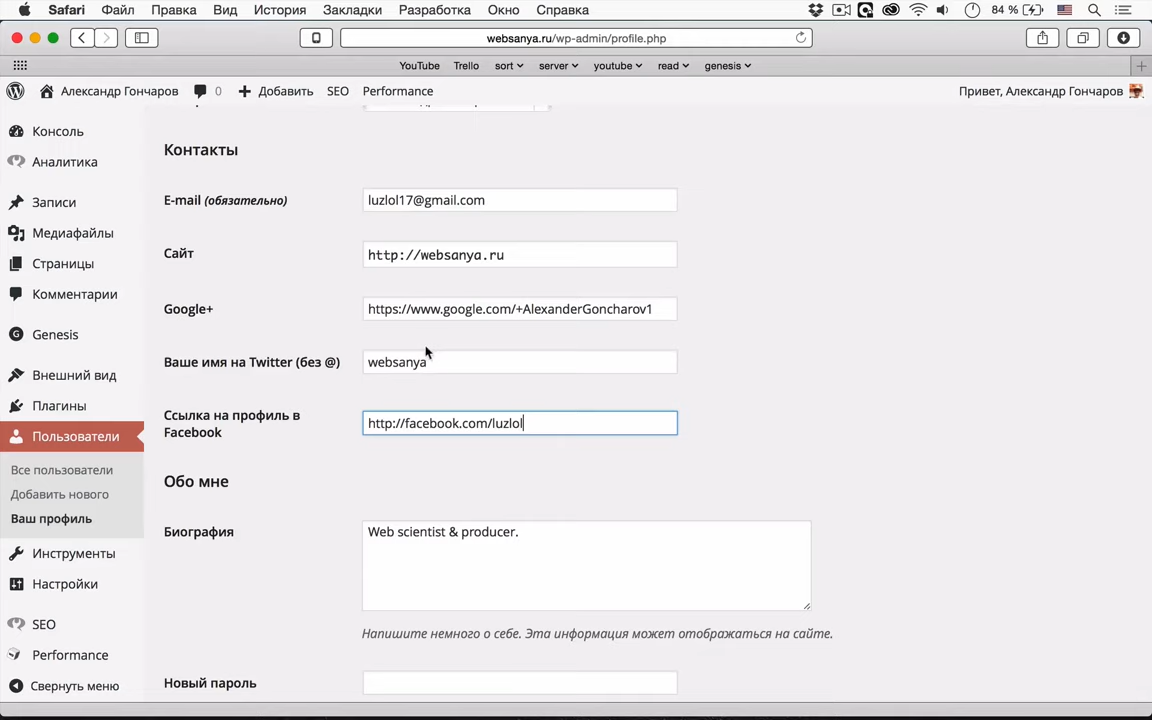 Safari Файл Правка Вид История Закладки Разработка Окно Справка 84 %
websanya.ru/wp-admin/profile.php
YouTube Trello sort server youtube read genesis
Александр Гончаров 0 Добавить SEO Performance Привет, Александр Гончаров
Консоль
Аналитика
Записи
Медиафайлы
Страницы
Комментарии
Genesis
Внешний вид
Плагины
Пользователи
Все пользователи
Добавить нового
Ваш профиль
Инструменты
Настройки
SEO
Performance
Свернуть меню
Контакты
E-mail (обязательно) luzlol17@gmail.com
Сайт http://websanya.ru
Google+ https://www.google.com/+AlexanderGoncharov1
Ваше имя на Twitter (без @) websanya
Ссылка на профиль в
Facebook
http://facebook.com/luzlol
Обо мне
Биография Web scientist & producer.
Напишите немного о себе. Эта информация может отображаться на сайте.
Новый пароль